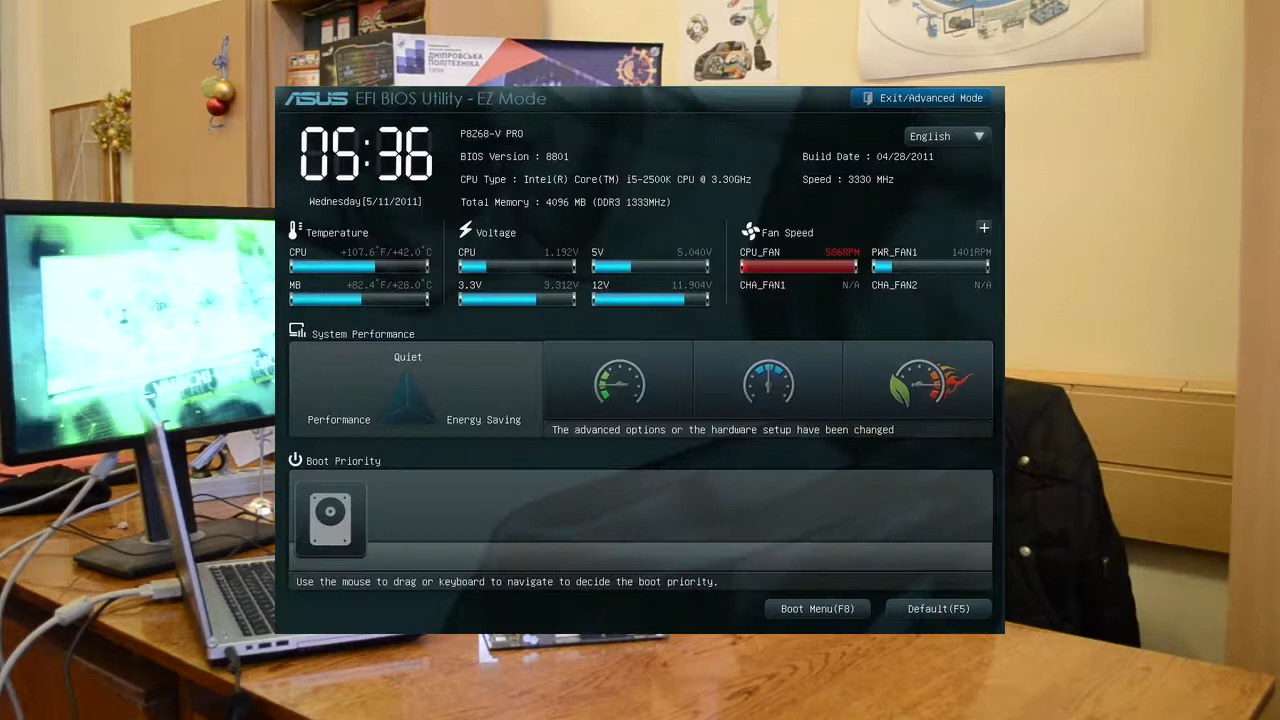 ДНІПРОВСЬКА
ПОЛІТЕХНІКА
ASUS EFI BIOS Utility - EZ Mode
Exit/Advanced Mode
05:36
Wednesday[5/11/2011]
P8Z68-V PRO
English
BIOS Version : 8801
Build Date : 04/28/2011
CPU Type : Intel(R) Core(TM) i5-2500K CPU @ 3.30GHz
Speed : 3330 MHz
Total Memory : 4096 MB (DDR3 1333MHz)
Temperature
CPU +107.6°F/+42.0°C
MB +82.4°F/+28.0°C
Voltage
CPU 1.192V 5V 5.040V
3.3V 3.312V 12V 11.904V
Fan Speed
+
CPU_FAN 506RPM PWR_FAN1 1401RPM
CHA_FAN1 N/A CHA_FAN2 N/A
System Performance
Quiet
Performance
Energy Saving
The advanced options or the hardware setup have been changed
Boot Priority
Use the mouse to drag or keyboard to navigate to decide the boot priority.
Boot Menu(F8)
Default(F5)